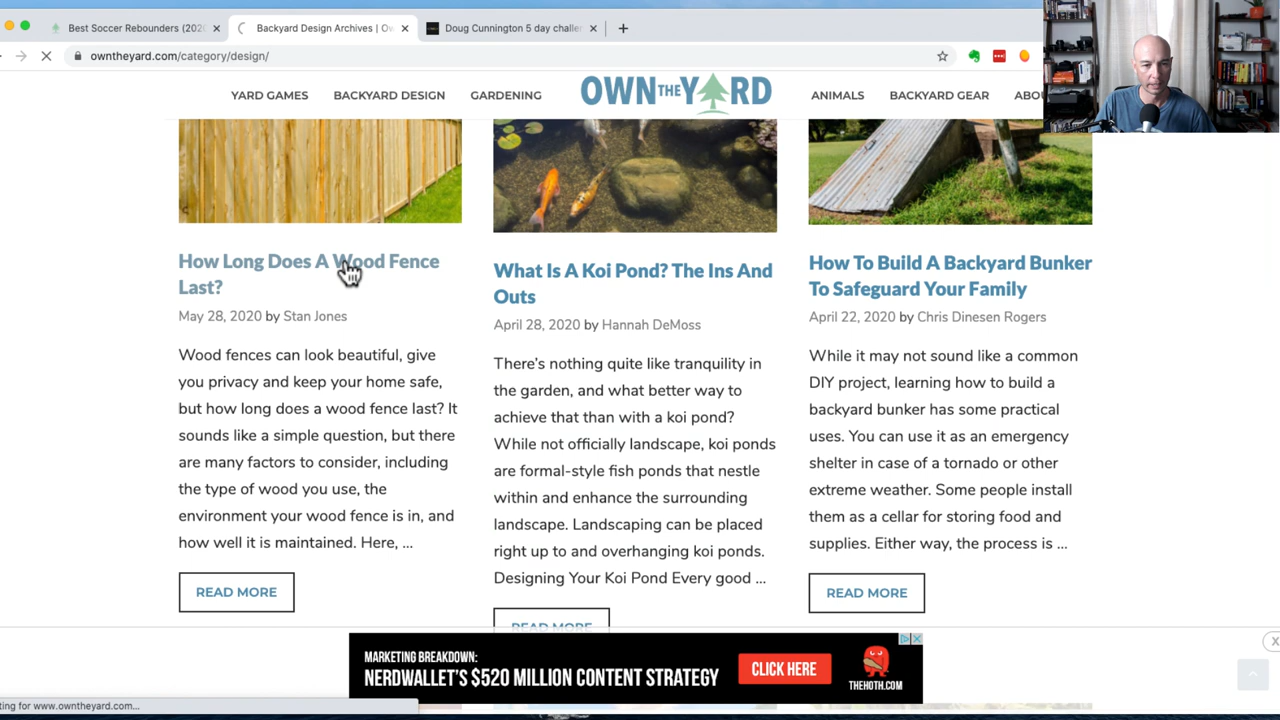 Best Soccer Rebounders (202
Backyard Design Archives | Ow
Doug Cunnington 5 day challen
owntheyard.com/category/design/
YARD GAMES
BACKYARD DESIGN
GARDENING
OWN THE YARD
ANIMALS
BACKYARD GEAR
ABOU
How Long Does A Wood Fence
Last?
May 28, 2020 by Stan Jones
Wood fences can look beautiful, give
you privacy and keep your home safe,
but how long does a wood fence last? It
sounds like a simple question, but there
are many factors to consider, including
the type of wood you use, the
environment your wood fence is in, and
how well it is maintained. Here, ...
READ MORE
What Is A Koi Pond? The Ins And
Outs
April 28, 2020 by Hannah DeMoss
There's nothing quite like tranquility in
the garden, and what better way to
achieve that than with a koi pond?
While not officially landscape, koi ponds
are formal-style fish ponds that nestle
within and enhance the surrounding
landscape. Landscaping can be placed
right up to and overhanging koi ponds.
Designing Your Koi Pond Every good ...
READ MORE
How To Build A Backyard Bunker
To Safeguard Your Family
April 22, 2020 by Chris Dinesen Rogers
While it may not sound like a common
DIY project, learning how to build a
backyard bunker has some practical
uses. You can use it as an emergency
shelter in case of a tornado or other
extreme weather. Some people install
them as a cellar for storing food and
supplies. Either way, the process is ...
READ MORE
MARKETING BREAKDOWN:
NERDWALLET'S $520 MILLION CONTENT STRATEGY
CLICK HERE
THEHOTH.COM
X
ting for www.owntheyard.com...